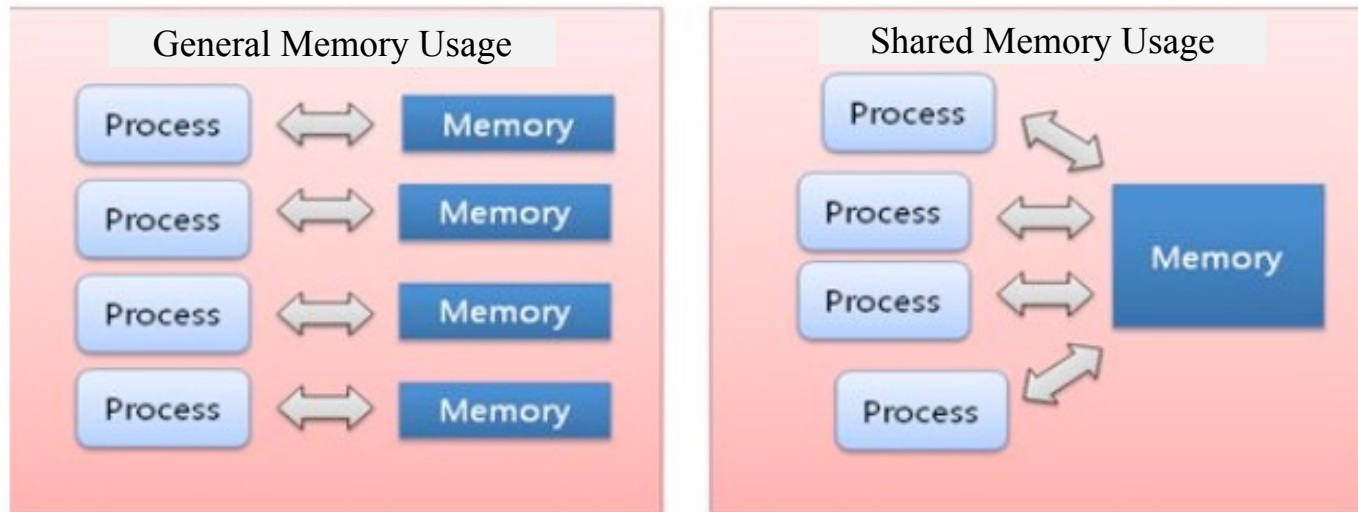 General Memory Usage
Process Memory
Process Memory
Process Memory
Process Memory
Shared Memory Usage
Process
Process
Process
Process
Memory